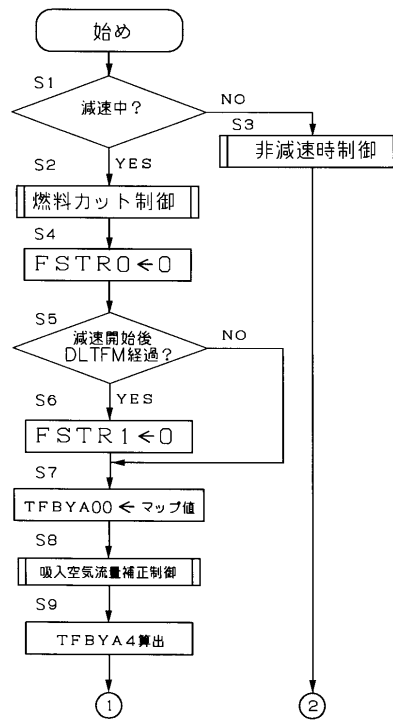 始め
S1
減速中?
NO
S3
非減速時制御
S2
YES
燃料カット制御
S4
FSTR0←0
S5
減速開始後
DLTFM経過?
NO
YES
S6
FSTR1←0
S7
TFBYA00←マップ値
S8
吸入空気流量補正制御
S9
TFBYA4算出
1
2